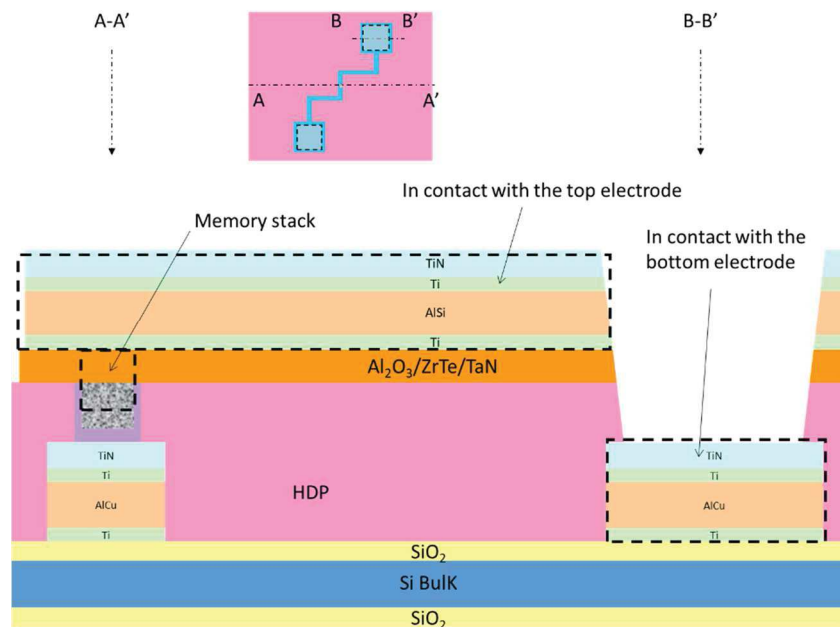 A-A’
B
B’
B-B’
A
A’
In contact with the top electrode
Memory stack
In contact with the
bottom electrode
TiN
Ti
AlSi
Ti
Al₂O₃/ZrTe/TaN
TiN
Ti
AlCu
Ti
HDP
TiN
Ti
AlCu
Ti
SiO₂
Si BulK
SiO₂